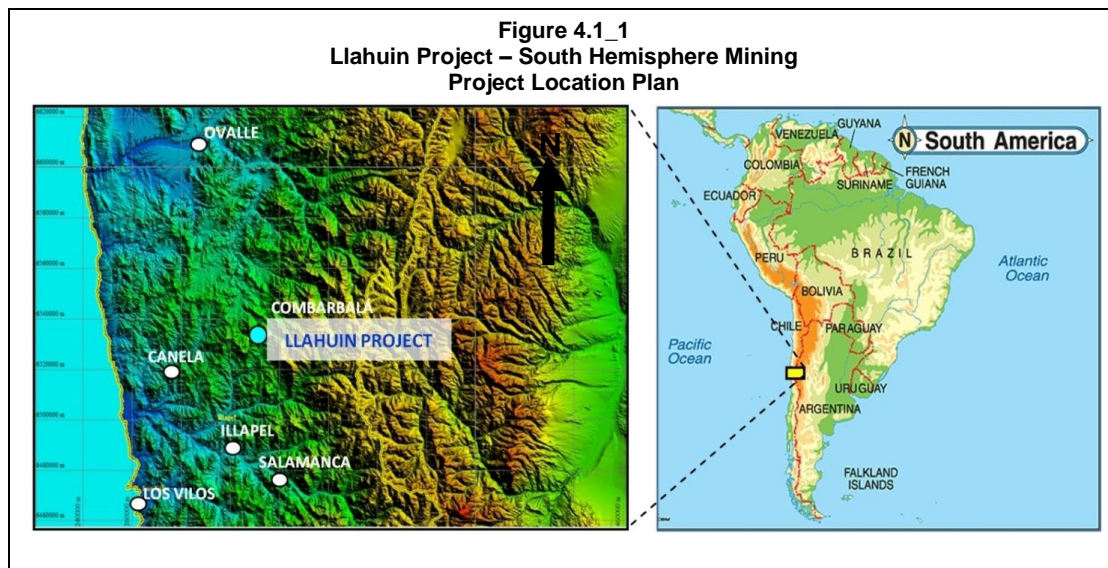 Figure 4.1_1
Llahuin Project – South Hemisphere Mining
Project Location Plan
OVALLE
N
COMBARBALA
LLAHUIN PROJECT
CANELA
ILLAPEL
SALAMANCA
LOS VILOS
N South America
VENEZUELA
GUYANA
COLOMBIA
SURINAME
FRENCH
GUIANA
ECUADOR
PERU
BRAZIL
BOLIVIA
Atlantic
Ocean
CHILE
PARAGUAY
Pacific
Ocean
URUGUAY
ARGENTINA
FALKLAND
ISLANDS